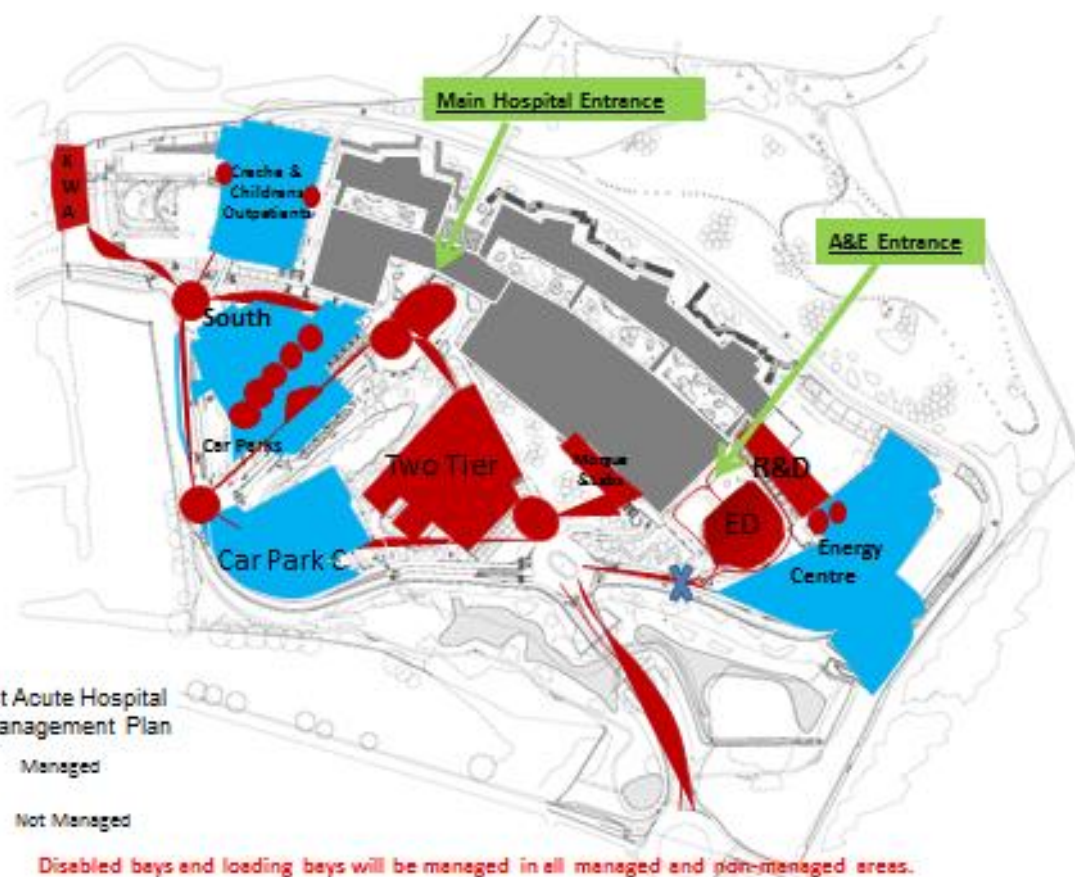 Main Hospital Entrance
K
W
A
Creche &
Childrens
Outpatients
A&E Entrance
South
Car Parks
Two Tier
Morgue
& Labs
R&D
ED
Car Park C
Energy
Centre
t Acute Hospital
anagement Plan
Managed
Not Managed
Disabled bays and loading bays will be managed in all managed and non-managed areas.